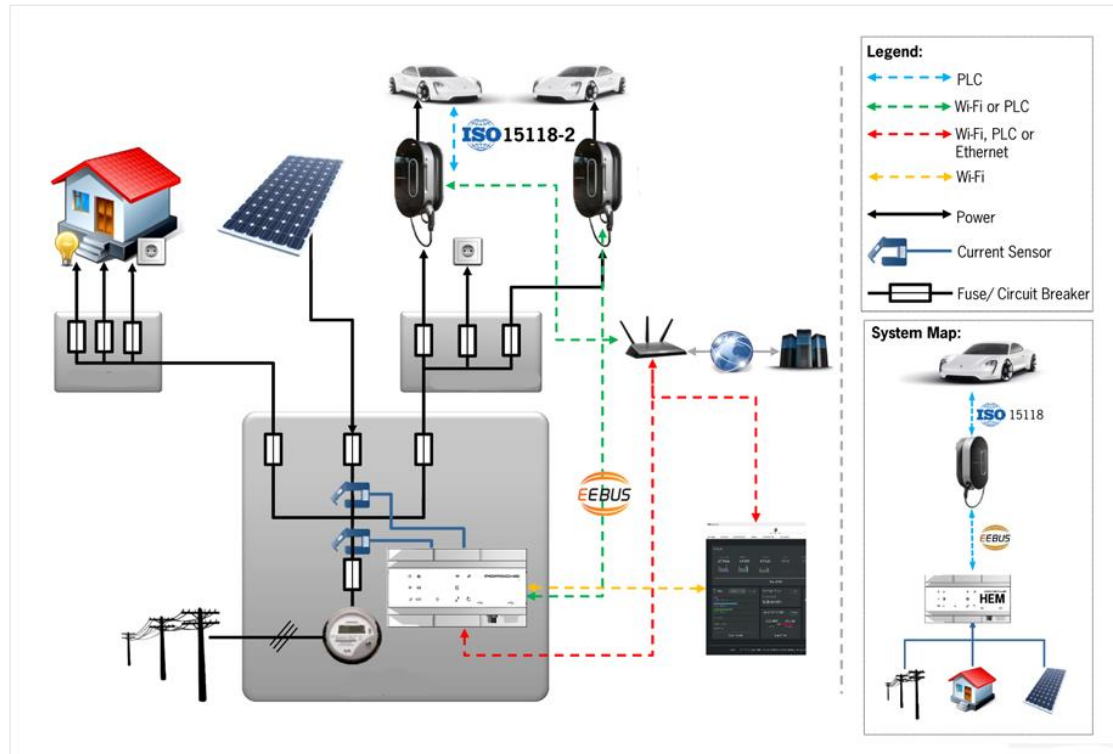 ISO 15118-2
EEBUS
PORSCHE
Legend:
PLC
Wi-Fi or PLC
Wi-Fi, PLC or
Ethernet
Wi-Fi
Power
Current Sensor
Fuse/ Circuit Breaker
System Map:
ISO 15118
EEBUS
HEM